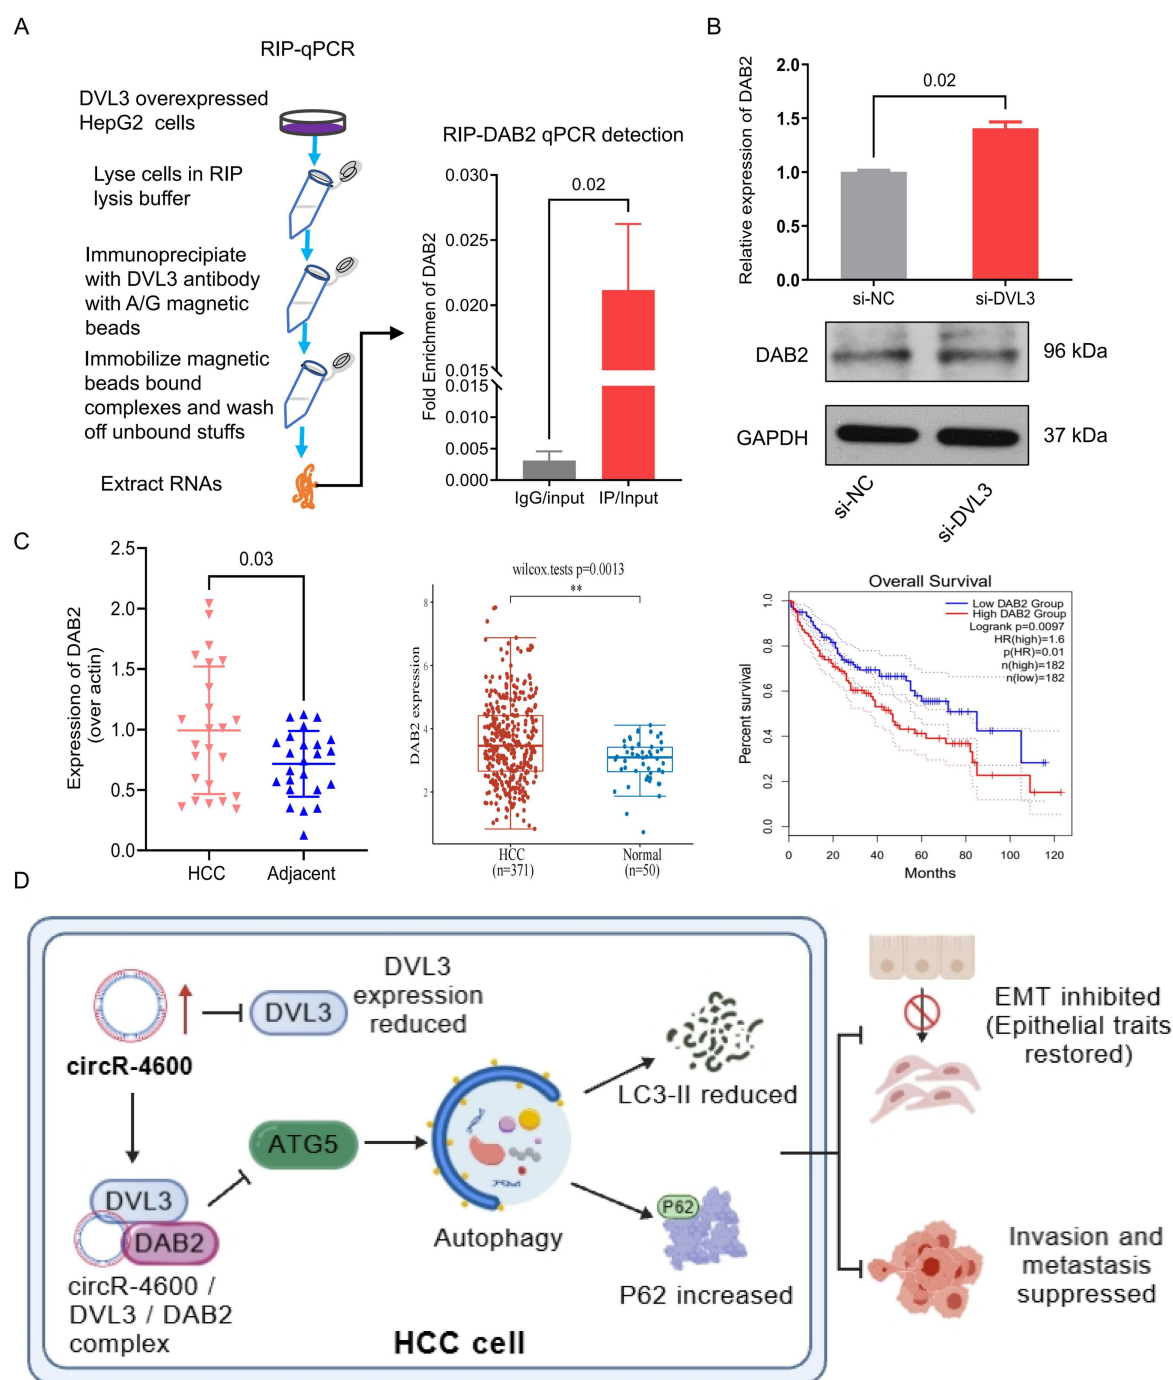 A
RIP-qPCR
DVL3 overexpressed
HepG2 cells
Lyse cells in RIP
lysis buffer
Immunoprecipiate
with DVL3 antibody
with A/G magnetic
beads
Immobilize magnetic
beads bound
complexes and wash
off unbound stuffs
Extract RNAs
RIP-DAB2 qPCR detection
Fold Enrichmen of DAB2
0.030
0.025
0.020
0.015
0.015
0.010
0.005
0.000
0.02
IgG/input
IP/Input
B
Relative expression of DAB2
2.0
1.5
1.0
0.5
0.0
0.02
si-NC
si-DVL3
DAB2
96 kDa
GAPDH
37 kDa
si-NC
si-DVL3
C
Expressiono of DAB2
(over actin)
2.5
2.0
1.5
1.0
0.5
0.0
0.03
HCC
Adjacent
wilcox.tests p=0.0013
**
DAB2 expression
8
6
4
2
HCC
(n=371)
Normal
(n=50)
Overall Survival
Low DAB2 Group
High DAB2 Group
Logrank p=0.0097
HR(high)=1.6
p(HR)=0.01
n(high)=182
n(low)=182
Percent survival
1.0
0.8
0.6
0.4
0.2
0.0
0
20
40
60
80
100
120
Months
D
circR-4600
DVL3
DVL3
expression
reduced
ATG5
DVL3
DAB2
circR-4600 /
DVL3 / DAB2
complex
Autophagy
LC3-II reduced
P62
P62 increased
HCC cell
EMT inhibited
(Epithelial traits
restored)
Invasion and
metastasis
suppressed